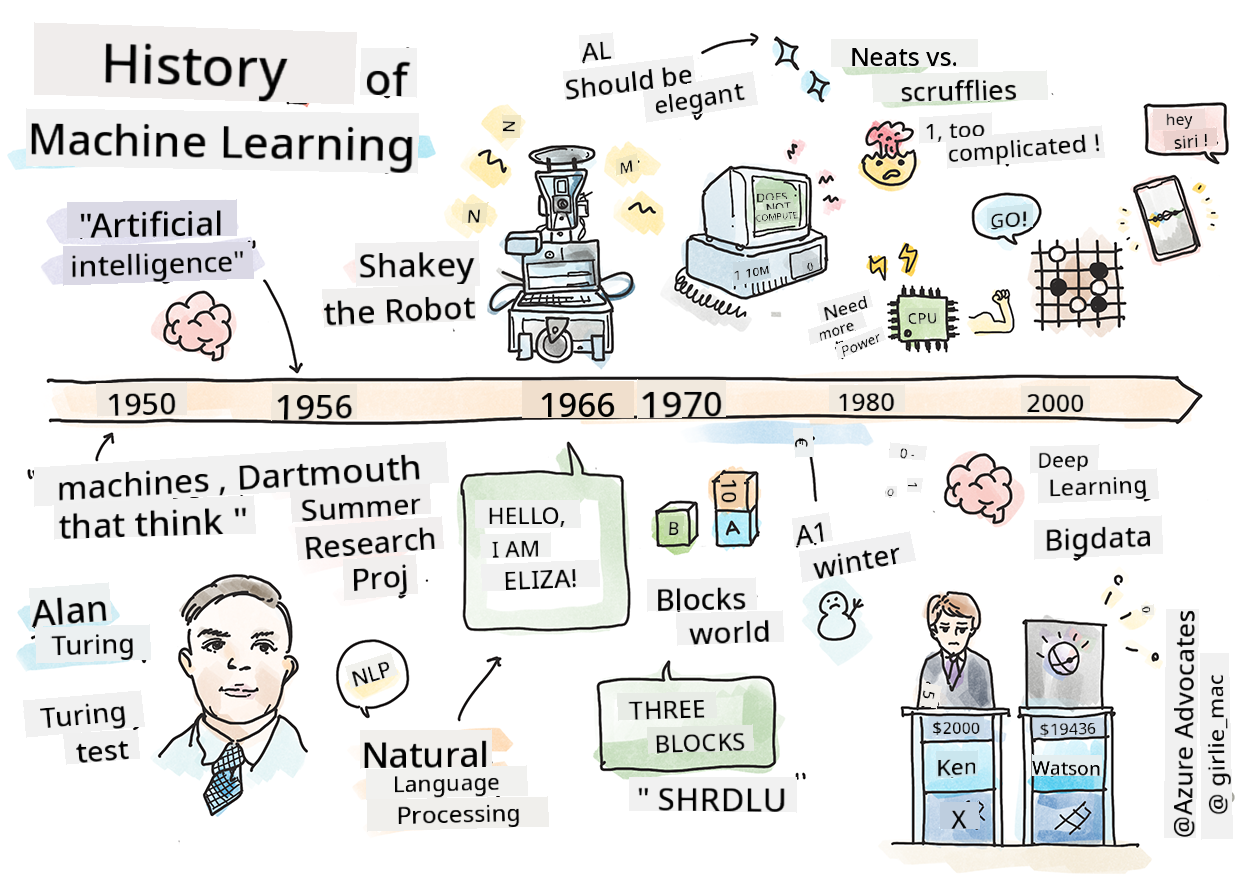 History of
Machine Learning
"Artificial
intelligence"
Shakey
the Robot
N
N
M
AL
Should be
elegant
DOES
NOT
COMPUTE
1 10M
0
Neats vs.
scrufflies
1, too
complicated !
hey
siri !
GO!
Need
more
Power
CPU
1950
1956
1966
1970
1980
2000
" machines , Dartmouth
that think "
Summer
Research
Proj
Alan
Turing
Turing
test
NLP
Natural
Language
Processing
HELLO,
I AM
ELIZA!
B
10
A
Blocks
world
THREE
BLOCKS
" SHRDLU "
A1
winter
Deep
Learning
Bigdata
5
$2000
Ken
X
$19436
Watson
@Azure Advocates
@ girlie_mac